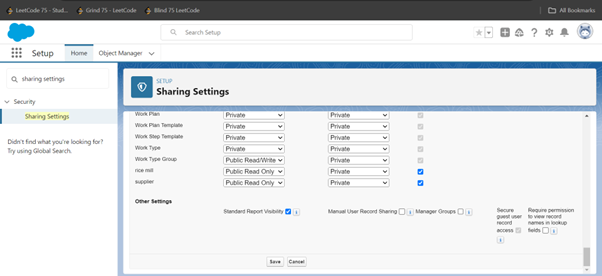 LeetCode 75 - Stud... Grind 75 - LeetCode Blind 75 LeetCode All Bookmarks
Search Setup
Setup Home Object Manager
sharing settings
Security
Sharing Settings
Didn't find what you're looking for?
Try using Global Search.
SETUP
Sharing Settings
Work Plan Private Private
Work Plan Template Private Private
Work Step Template Private Private
Work Type Private Private
Work Type Group Public Read/Write Private
rice mill Public Read Only Private
supplier Public Read Only Private
Other Settings
Standard Report Visibility Manual User Record Sharing Manager Groups
Secure guest user record access
Require permission to view record names in lookup fields
Save Cancel